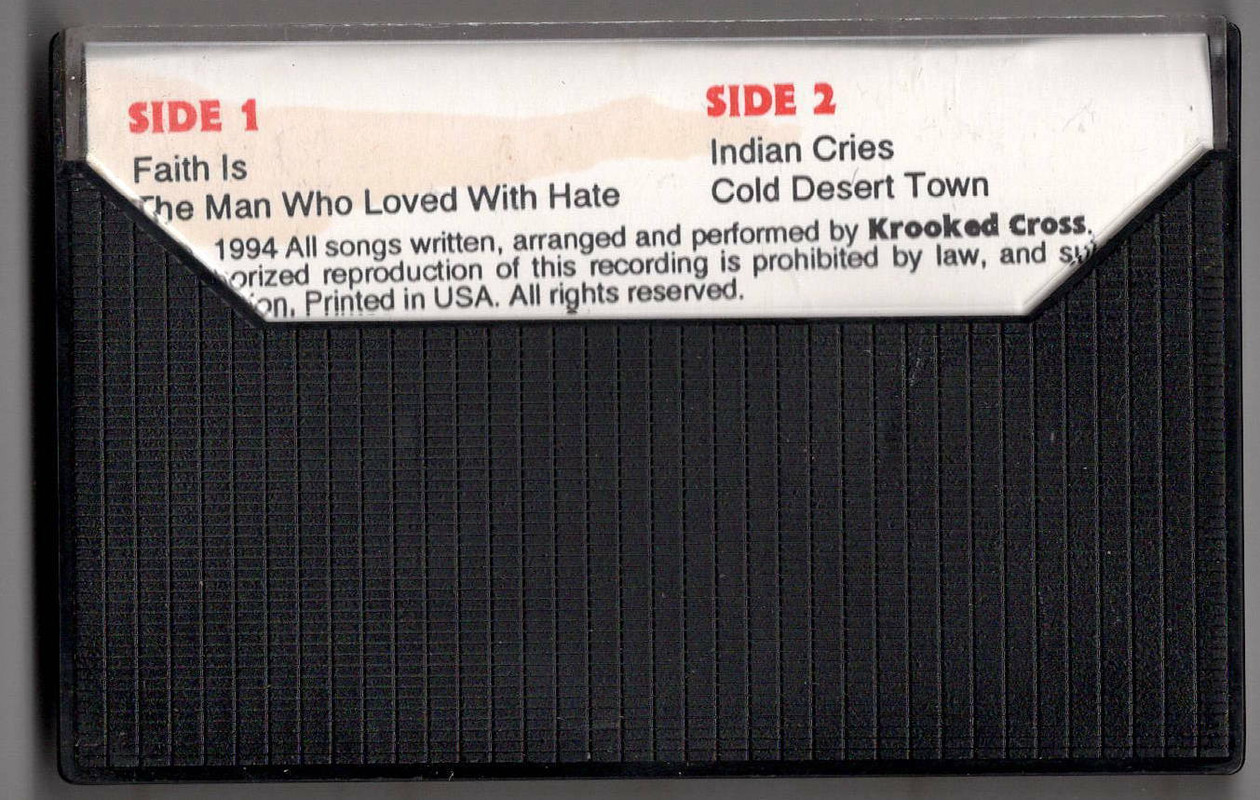 SIDE 1
Faith Is
The Man Who Loved With Hate
SIDE 2
Indian Cries
Cold Desert Town
1994 All songs written, arranged and performed by Krooked Cross.
orized reproduction of this recording is prohibited by law, and
on, Printed in USA. All rights reserved.